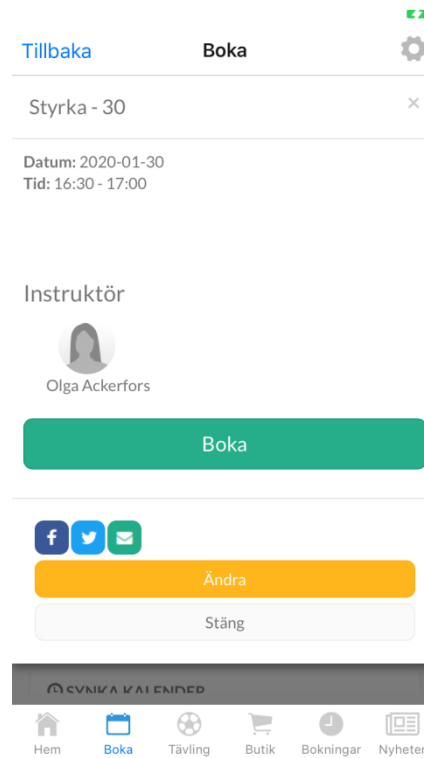 Tillbaka Boka
Styrka - 30 ×
Datum: 2020-01-30
Tid: 16:30 - 17:00
Instruktör
Olga Ackerfors
Boka
Ändra
Stäng
SYNKA KALENDER
Hem Boka Tävling Butik Bokningar Nyheter